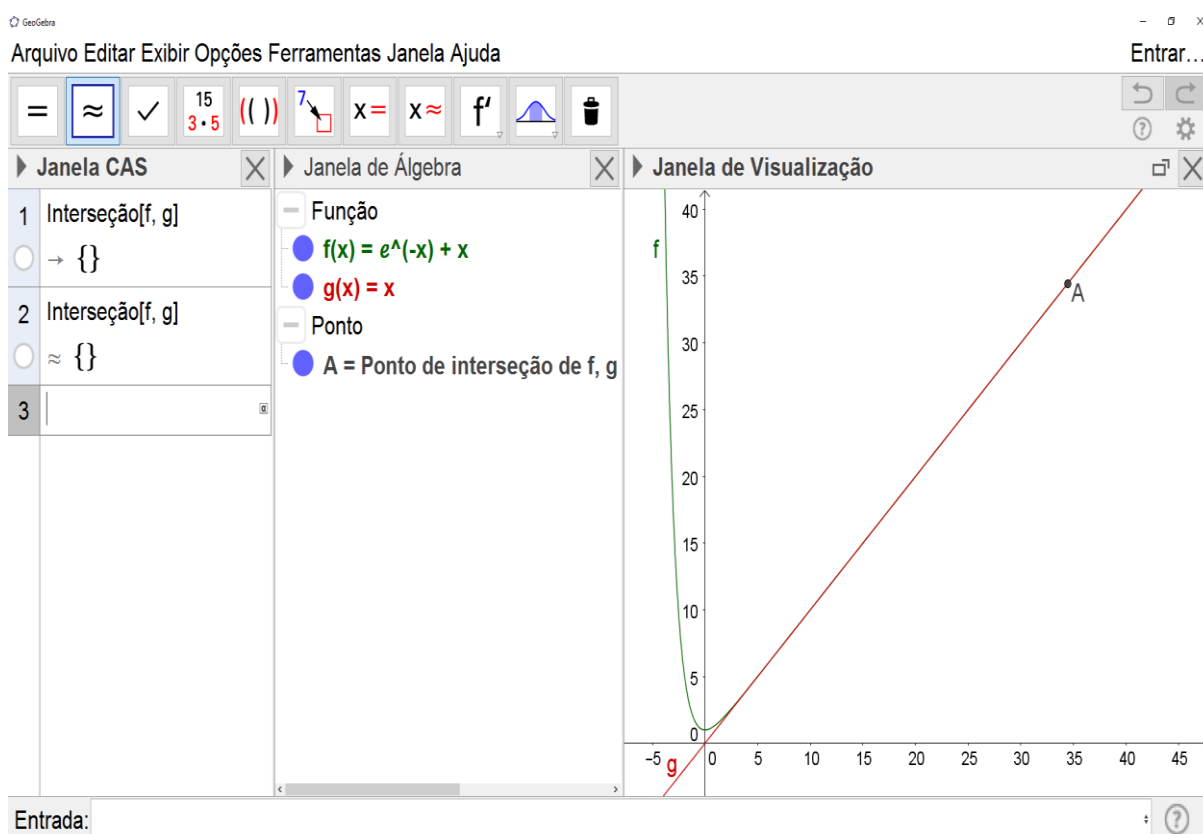 GeoGebra
Arquivo Editar Exibir Opções Ferramentas Janela Ajuda
Entrar…
= ≈ ✓ 15 3·5 (( )) 7 x= x≈ f'
Janela CAS
1 Interseção[f, g]
→ {}
2 Interseção[f, g]
≈ {}
3
α
Janela de Álgebra
Função
f(x) = e^(-x) + x
g(x) = x
Ponto
A = Ponto de interseção de f, g
Janela de Visualização
40
35
30
25
20
15
10
5
0
f
A
g
−5 0 5 10 15 20 25 30 35 40 45
Entrada: